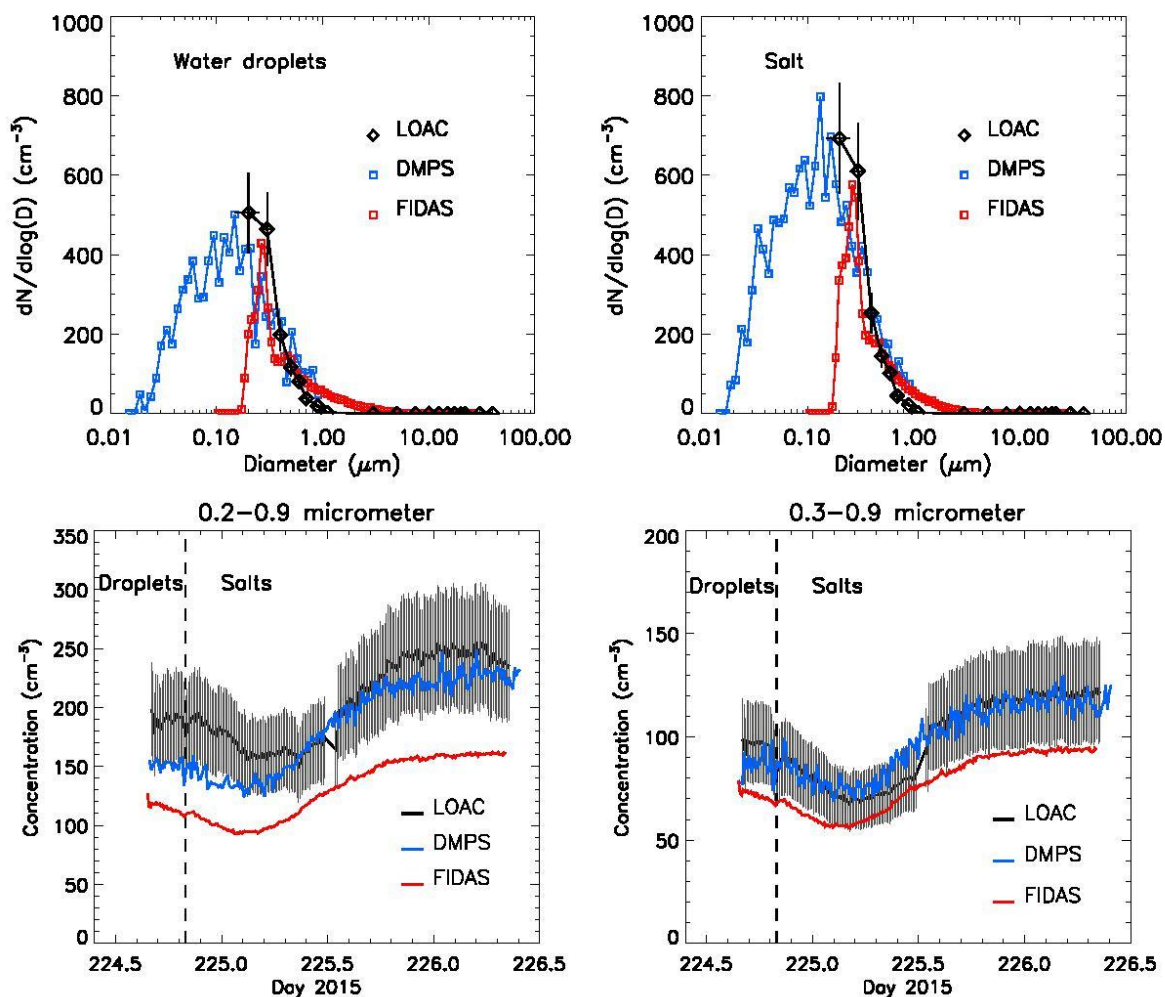 1000
800
600
400
200
0
dN/dlog(D) (cm⁻³)
Water droplets
LOAC
DMPS
FIDAS
0.01 0.10 1.00 10.00 100.00
Diameter (μm)
1000
800
600
400
200
0
dN/dlog(D) (cm⁻³)
Salt
LOAC
DMPS
FIDAS
0.01 0.10 1.00 10.00 100.00
Diameter (μm)
0.2–0.9 micrometer
350
300
250
200
150
100
50
0
Concentration (cm⁻³)
Droplets Salts
LOAC
DMPS
FIDAS
224.5 225.0 225.5 226.0 226.5
Day 2015
0.3–0.9 micrometer
200
150
100
50
0
Concentration (cm⁻³)
Droplets Salts
LOAC
DMPS
FIDAS
224.5 225.0 225.5 226.0 226.5
Day 2015